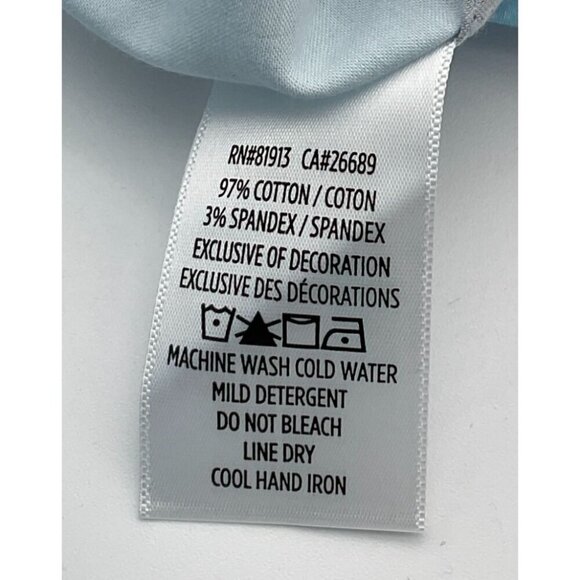 RN#81913 CA#26689
97% COTTON / COTON
3% SPANDEX / SPANDEX
EXCLUSIVE OF DECORATION
EXCLUSIVE DES DÉCORATIONS
MACHINE WASH COLD WATER
MILD DETERGENT
DO NOT BLEACH
LINE DRY
COOL HAND IRON